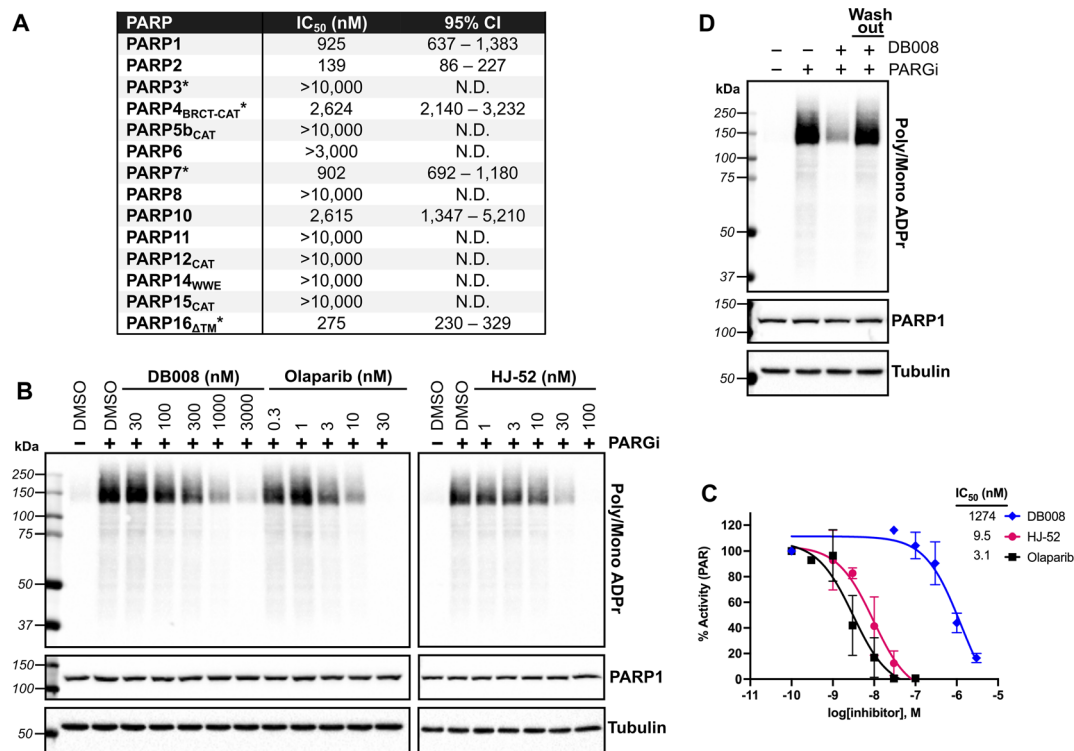 A
PARP IC50 (nM) 95% CI
PARP1 925 637 – 1,383
PARP2 139 86 – 227
PARP3* >10,000 N.D.
PARP4BRCT-CAT* 2,624 2,140 – 3,232
PARP5bCAT >10,000 N.D.
PARP6 >3,000 N.D.
PARP7* 902 692 – 1,180
PARP8 >10,000 N.D.
PARP10 2,615 1,347 – 5,210
PARP11 >10,000 N.D.
PARP12CAT >10,000 N.D.
PARP14WWE >10,000 N.D.
PARP15CAT >10,000 N.D.
PARP16ΔTM* 275 230 – 329
B
DB008 (nM) Olaparib (nM) HJ-52 (nM)
DMSO DMSO 30 100 300 1000 3000 0.3 1 3 10 30 DMSO DMSO 1 3 10 30 100
kDa – + + + + + + + + + + + – + + + + + + PARGi
250
150
100
75
50
37
Poly/Mono ADPr
150
100
PARP1
50
Tubulin
C
IC50 (nM)
1274 DB008
9.5 HJ-52
3.1 Olaparib
% Activity (PAR)
120
100
80
60
40
20
0
-11 -10 -9 -8 -7 -6 -5
log[inhibitor], M
D
Wash
out
– – + + DB008
– + + + PARGi
kDa
250
150
100
75
50
37
Poly/Mono ADPr
150
100
PARP1
50
Tubulin